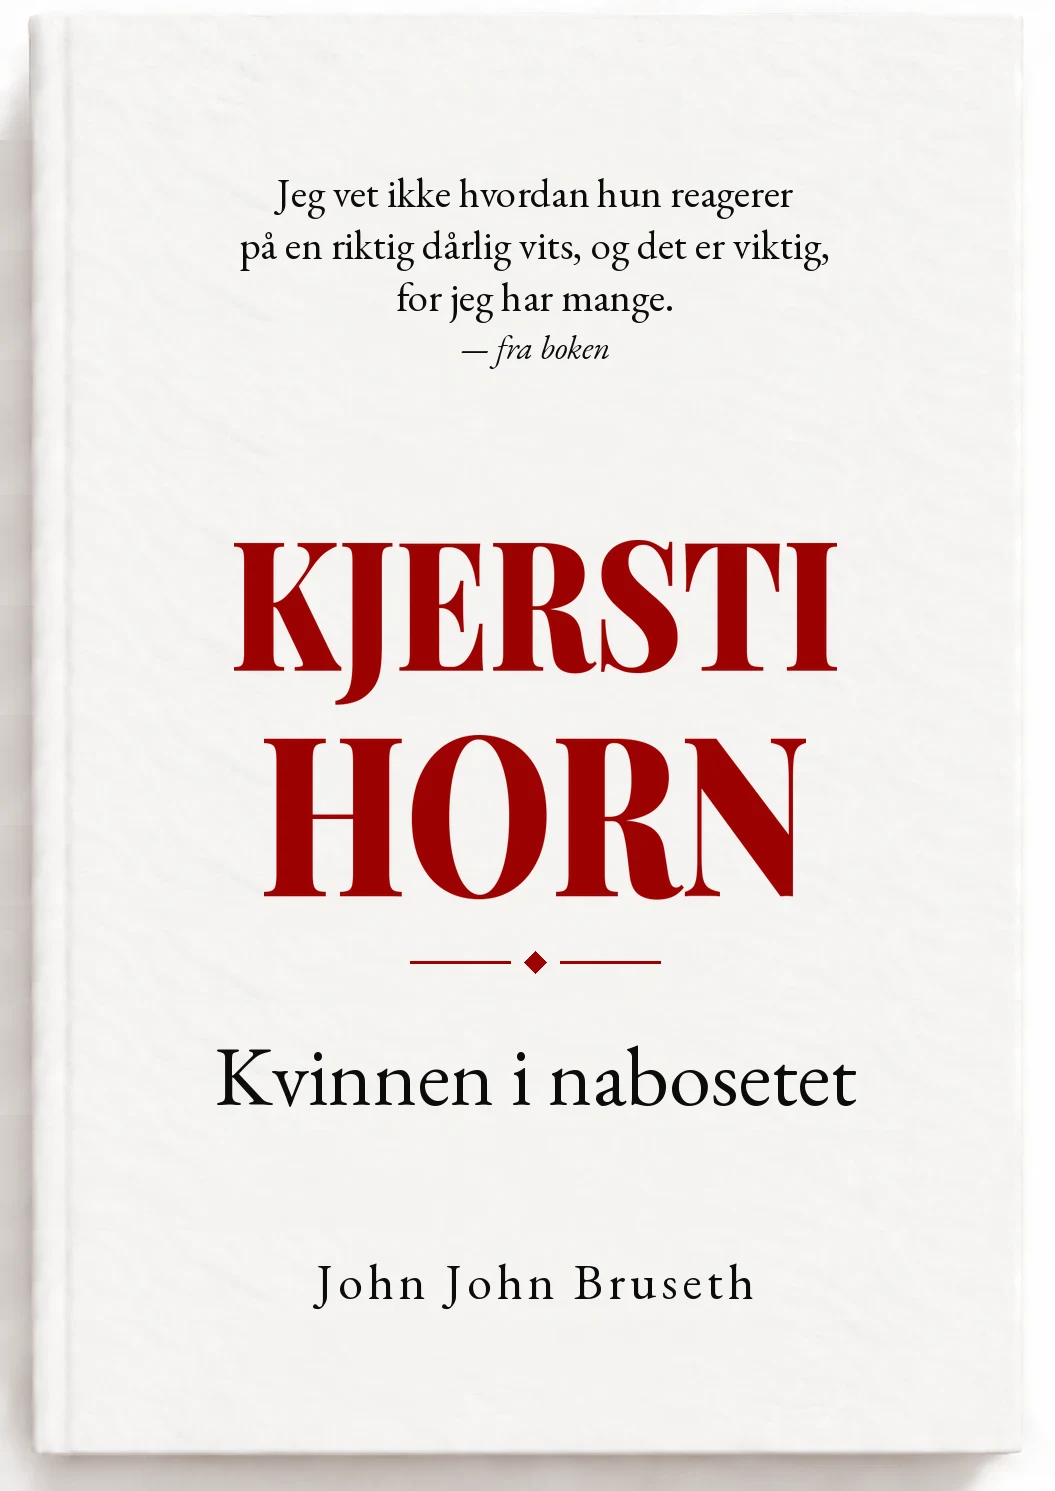 Jeg vet ikke hvordan hun reagerer
på en riktig dårlig vits, og det er viktig,
for jeg har mange.
— fra boken
KJERSTI
HORN
Kvinnen i nabosetet
John John Bruseth